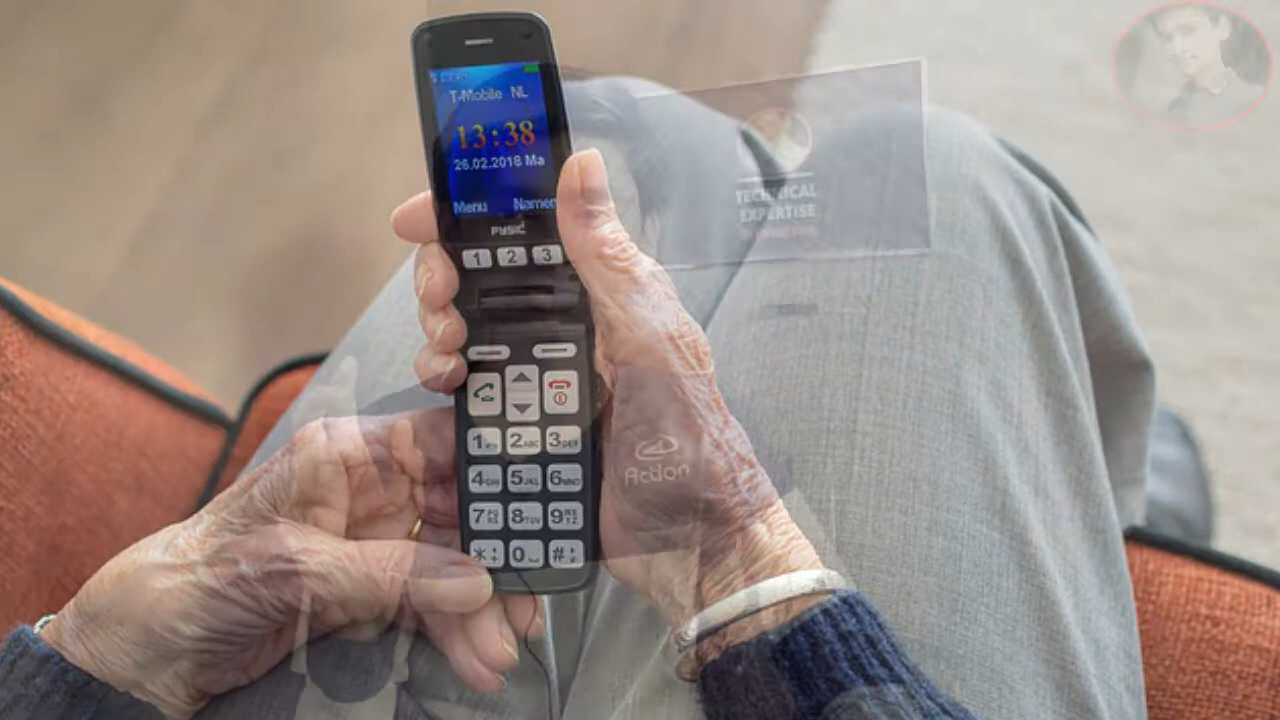 T-Mobile NL
13:38
26.02.2018 Ma
Menu Namen
FYSIC
1 2 3
1
2ABC 3DEF
4GHI 5JKL 6MNO
7PQRS 8TUV 9WXYZ
* 0 #
TECHNICAL
EXPERTISE
Action